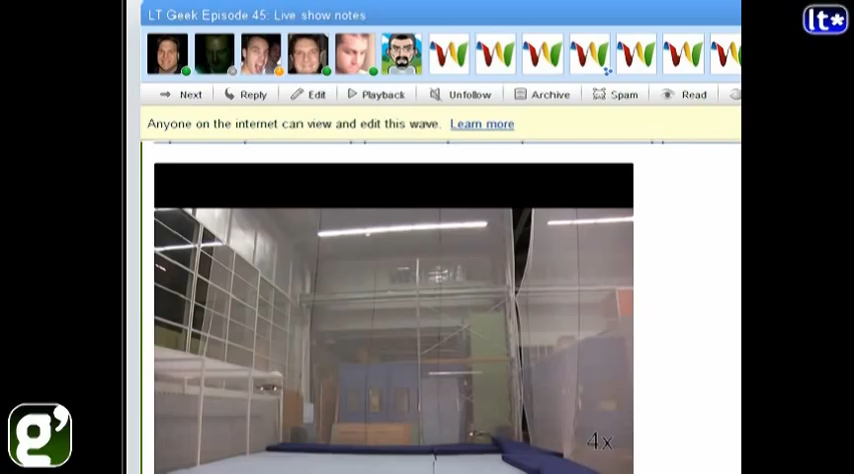 LT Geek Episode 45: Live show notes
lt*
Next Reply Edit Playback Unfollow Archive Spam Read
Anyone on the internet can view and edit this wave. Learn more
4x
g'